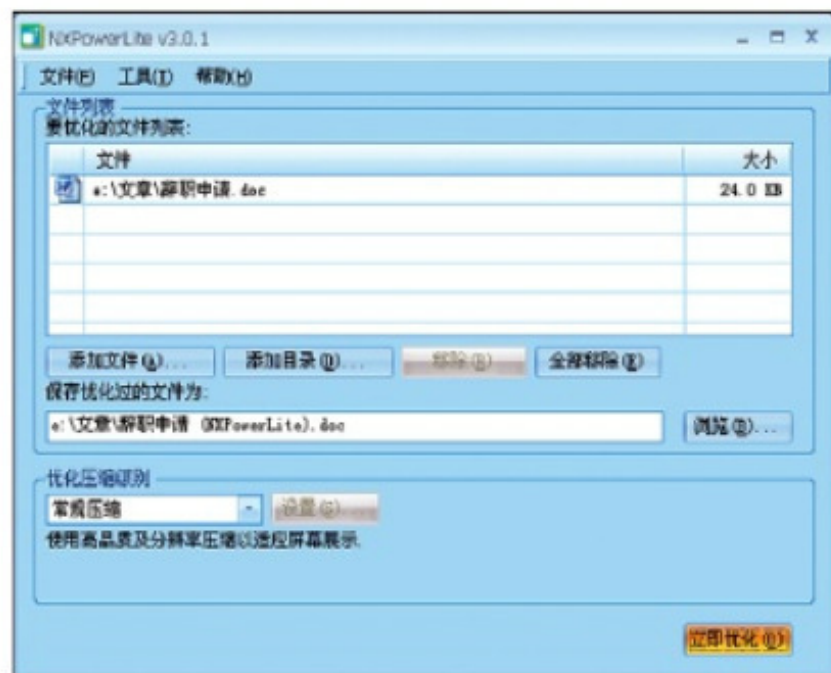 NXPowerLite v3.0.1
文件(F) 工具(T) 帮助(H)
文件列表
要优化的文件列表:
文件 大小
e:\文章\辞职申请.doc 24.0 KB
添加文件(A)... 添加目录(D)... 移除(R) 全部移除(E)
保存优化过的文件为:
e:\文章\辞职申请 (NXPowerLite).doc 浏览(B)...
优化压缩级别
常规压缩 设置(S)...
使用高品质及分辨率压缩以适应屏幕展示.
立即优化(O)